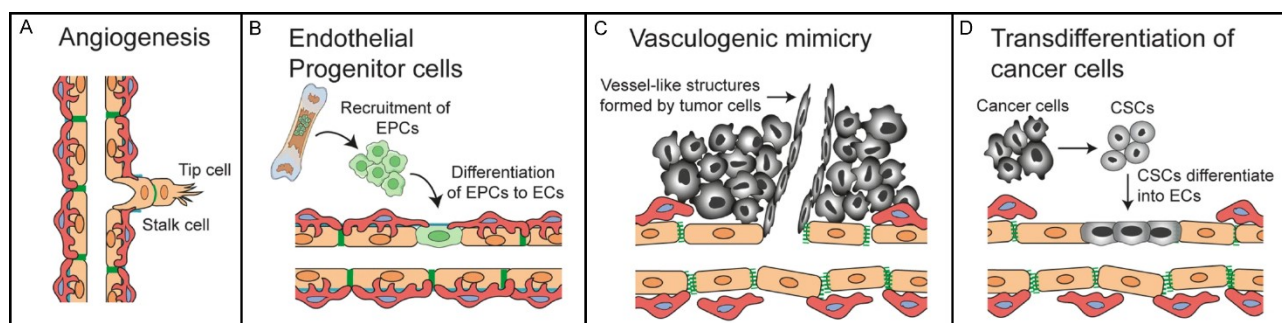 A
Angiogenesis
Tip cell
Stalk cell
B
Endothelial
Progenitor cells
Recruitment of
EPCs
Differentiation
of EPCs to ECs
C
Vasculogenic mimicry
Vessel-like structures
formed by tumor cells
D
Transdifferentiation of
cancer cells
Cancer cells
CSCs
CSCs differentiate
into ECs